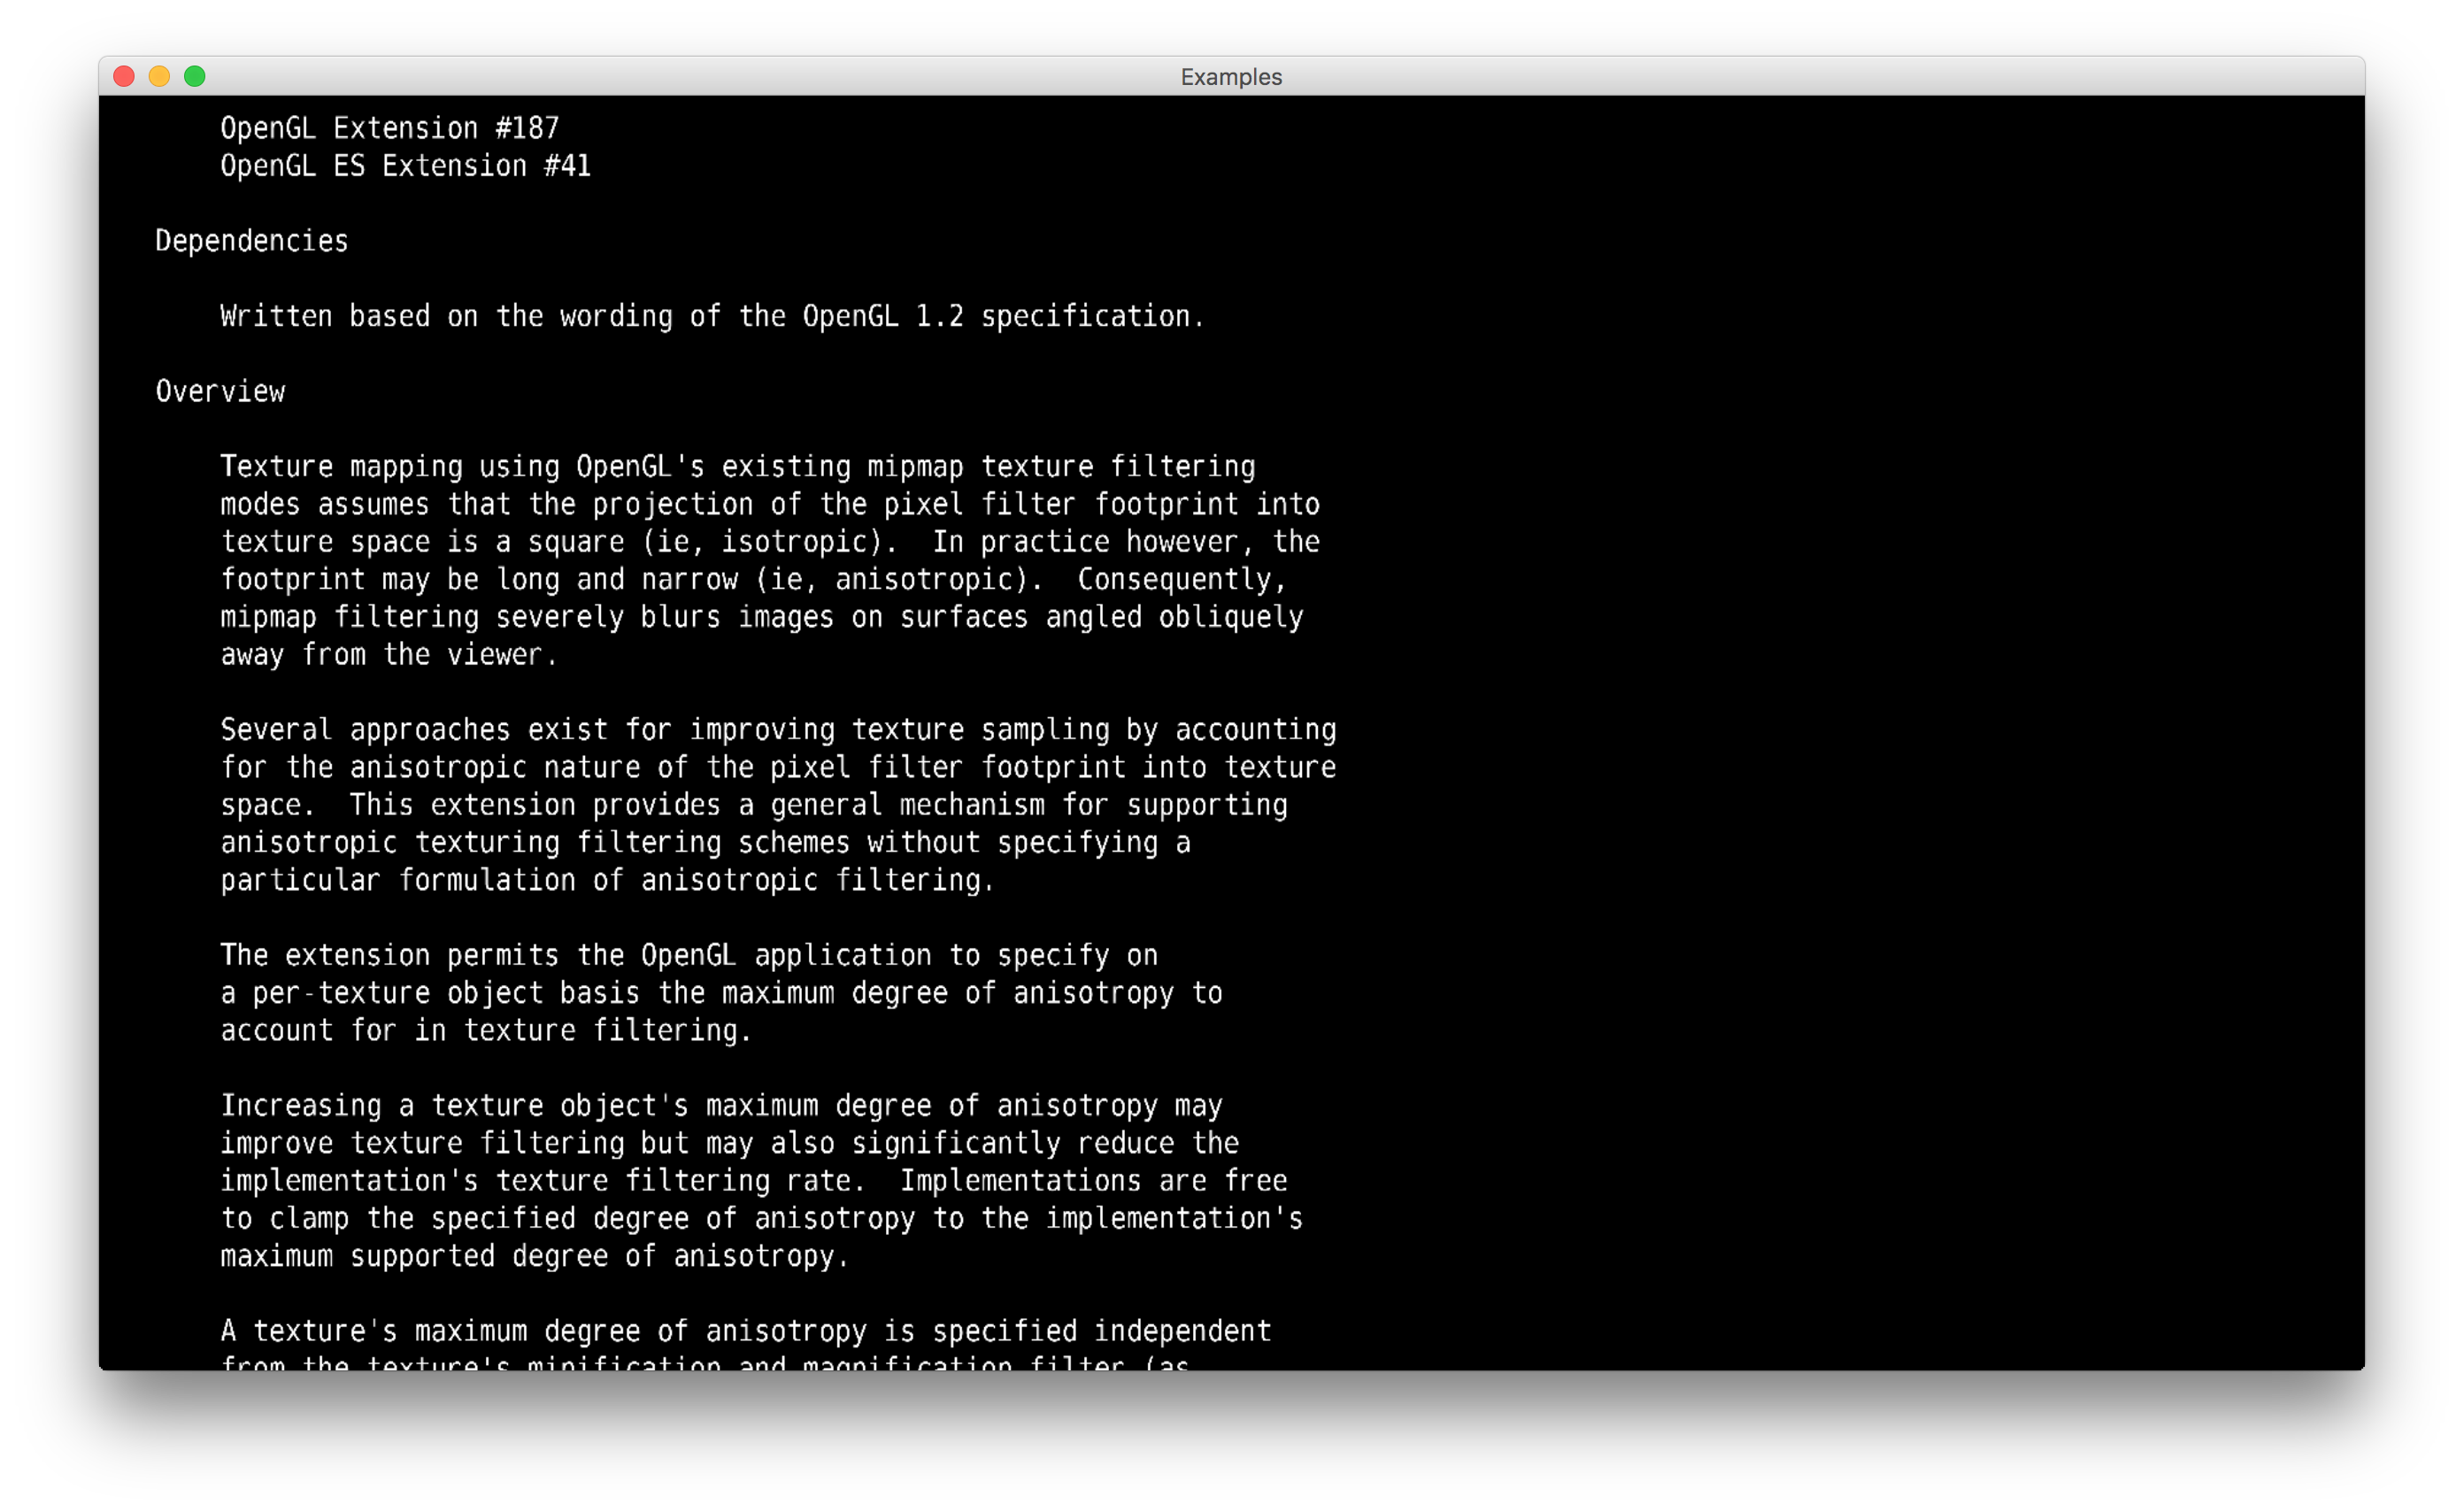 Examples
OpenGL Extension #187
OpenGL ES Extension #41
Dependencies
Written based on the wording of the OpenGL 1.2 specification.
Overview
Texture mapping using OpenGL's existing mipmap texture filtering
modes assumes that the projection of the pixel filter footprint into
texture space is a square (ie, isotropic).  In practice however, the
footprint may be long and narrow (ie, anisotropic).  Consequently,
mipmap filtering severely blurs images on surfaces angled obliquely
away from the viewer.
Several approaches exist for improving texture sampling by accounting
for the anisotropic nature of the pixel filter footprint into texture
space.  This extension provides a general mechanism for supporting
anisotropic texturing filtering schemes without specifying a
particular formulation of anisotropic filtering.
The extension permits the OpenGL application to specify on
a per-texture object basis the maximum degree of anisotropy to
account for in texture filtering.
Increasing a texture object's maximum degree of anisotropy may
improve texture filtering but may also significantly reduce the
implementation's texture filtering rate.  Implementations are free
to clamp the specified degree of anisotropy to the implementation's
maximum supported degree of anisotropy.
A texture's maximum degree of anisotropy is specified independent
from the texture's minification and magnification filter (as